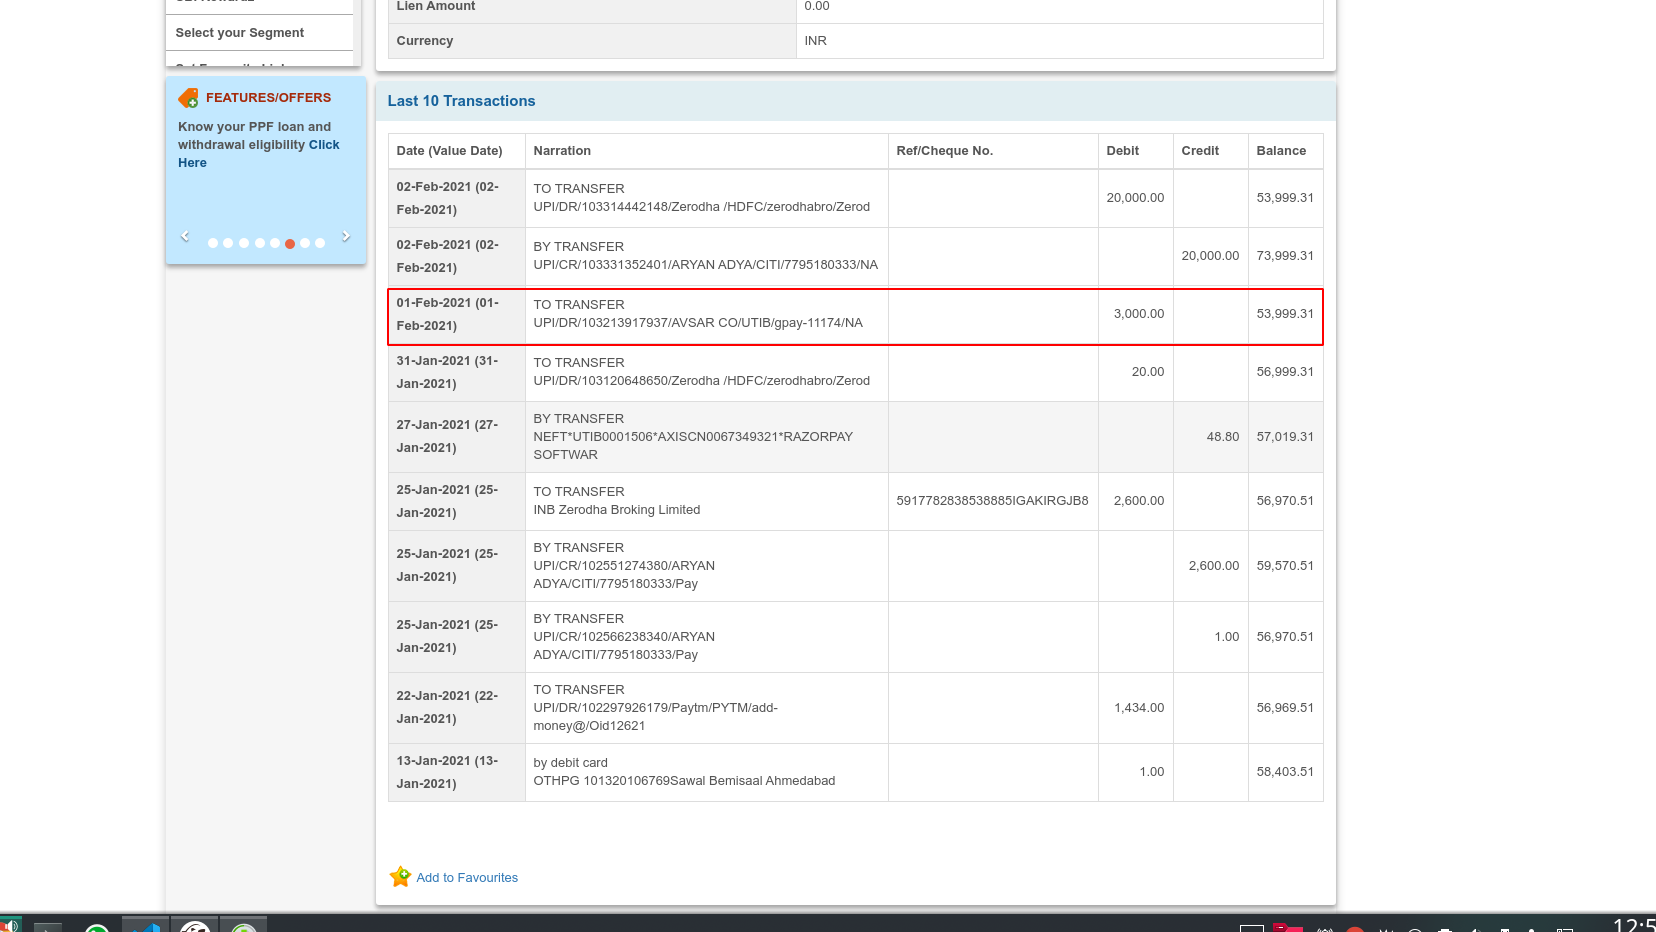 Select your Segment
FEATURES/OFFERS
Know your PPF loan and
withdrawal eligibility Click
Here
Lien Amount 0.00
Currency INR
Last 10 Transactions
Date (Value Date) Narration Ref/Cheque No. Debit Credit Balance
02-Feb-2021 (02-
Feb-2021)
TO TRANSFER
UPI/DR/103314442148/Zerodha /HDFC/zerodhabro/Zerod
20,000.00 53,999.31
02-Feb-2021 (02-
Feb-2021)
BY TRANSFER
UPI/CR/103331352401/ARYAN ADYA/CITI/7795180333/NA
20,000.00 73,999.31
01-Feb-2021 (01-
Feb-2021)
TO TRANSFER
UPI/DR/103213917937/AVSAR CO/UTIB/gpay-11174/NA
3,000.00 53,999.31
31-Jan-2021 (31-
Jan-2021)
TO TRANSFER
UPI/DR/103120648650/Zerodha /HDFC/zerodhabro/Zerod
20.00 56,999.31
27-Jan-2021 (27-
Jan-2021)
BY TRANSFER
NEFT*UTIB0001506*AXISCN0067349321*RAZORPAY
SOFTWAR
48.80 57,019.31
25-Jan-2021 (25-
Jan-2021)
TO TRANSFER
INB Zerodha Broking Limited
5917782838538885IGAKIRGJB8 2,600.00 56,970.51
25-Jan-2021 (25-
Jan-2021)
BY TRANSFER
UPI/CR/102551274380/ARYAN
ADYA/CITI/7795180333/Pay
2,600.00 59,570.51
25-Jan-2021 (25-
Jan-2021)
BY TRANSFER
UPI/CR/102566238340/ARYAN
ADYA/CITI/7795180333/Pay
1.00 56,970.51
22-Jan-2021 (22-
Jan-2021)
TO TRANSFER
UPI/DR/102297926179/Paytm/PYTM/add-
money@/Oid12621
1,434.00 56,969.51
13-Jan-2021 (13-
Jan-2021)
by debit card
OTHPG 101320106769Sawal Bemisaal Ahmedabad
1.00 58,403.51
Add to Favourites